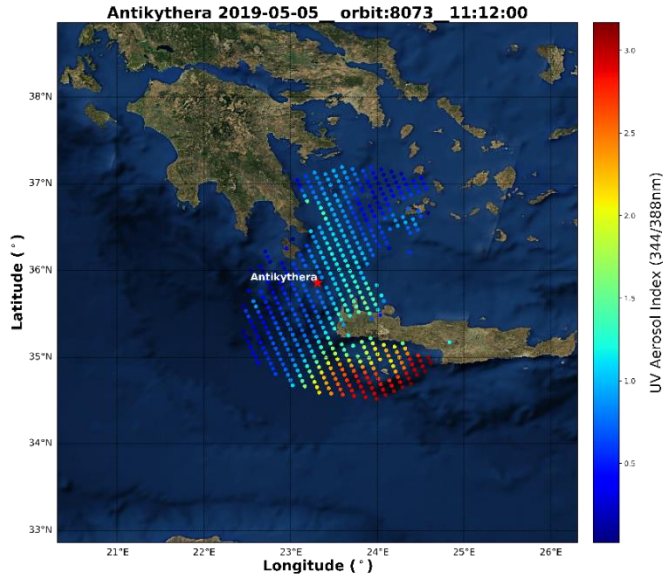 Antikythera 2019-05-05__ orbit:8073__11:12:00
38°N
37°N
36°N
35°N
34°N
33°N
Latitude (°)
Antikythera
21°E 22°E 23°E 24°E 25°E 26°E
Longitude (°)
3.0
2.5
2.0
1.5
1.0
0.5
UV Aerosol Index (344/388nm)